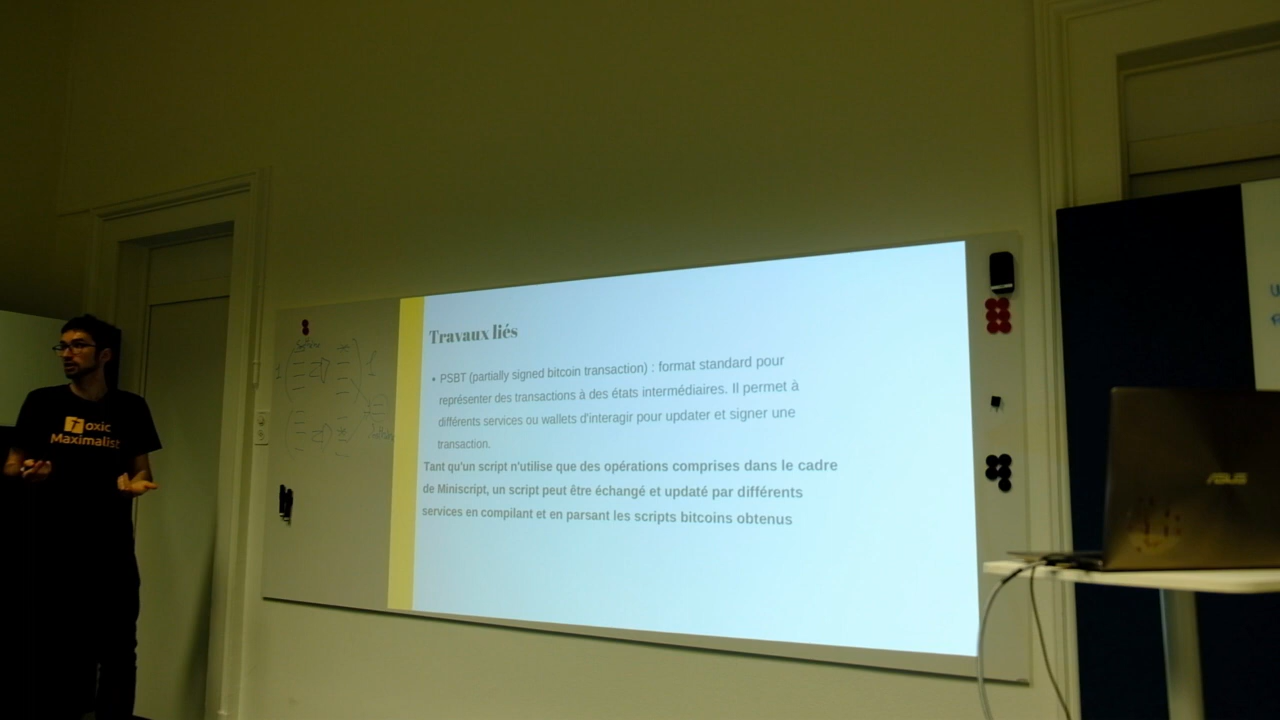 Travaux liés
• PSBT (partially signed bitcoin transaction) : format standard pour
représenter des transactions à des états intermédiaires. Il permet à
différents services ou wallets d'interagir pour updater et signer une
transaction.
Tant qu'un script n'utilise que des opérations comprises dans le cadre
de Miniscript, un script peut être échangé et updaté par différents
services en compilant et en parsant les scripts bitcoins obtenus
Toxic
Maximalist
ASUS